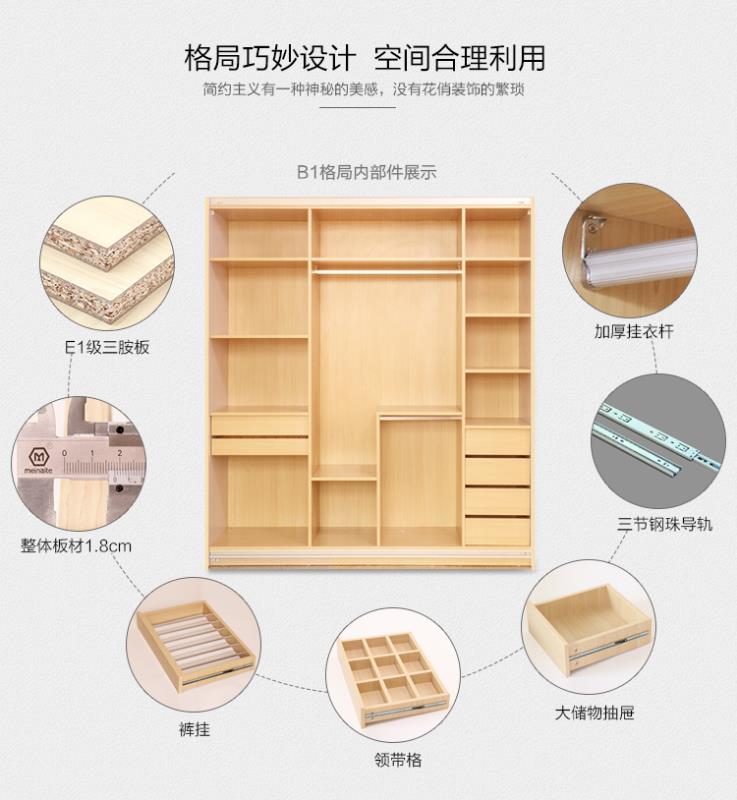 格局巧妙设计 空间合理利用
简约主义有一种神秘的美感，没有花俏装饰的繁琐
B1格局内部件展示
E1级三胺板
加厚挂衣杆
0 1 2
meinaite
整体板材1.8cm
三节钢珠导轨
裤挂
领带格
大储物抽屉